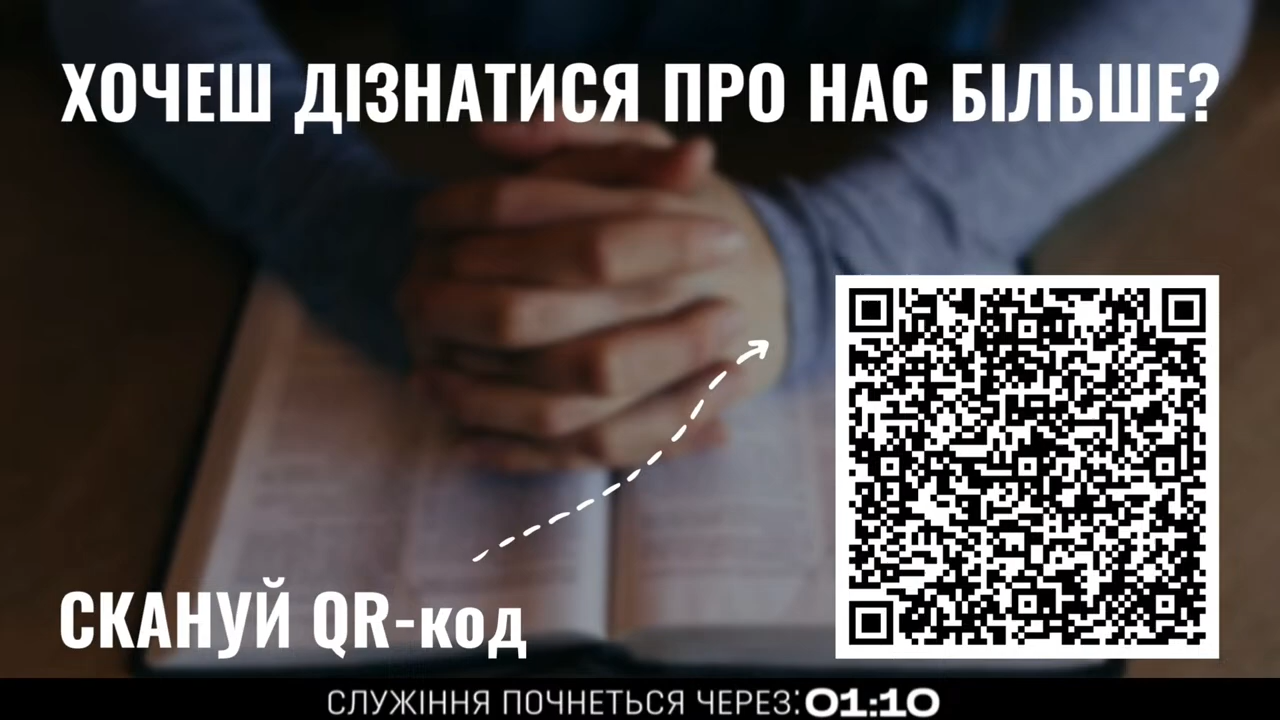 ХОЧЕШ ДІЗНАТИСЯ ПРО НАС БІЛЬШЕ?
СКАНУЙ QR-код
СЛУЖІННЯ ПОЧНЕТЬСЯ ЧЕРЕЗ: 01:10